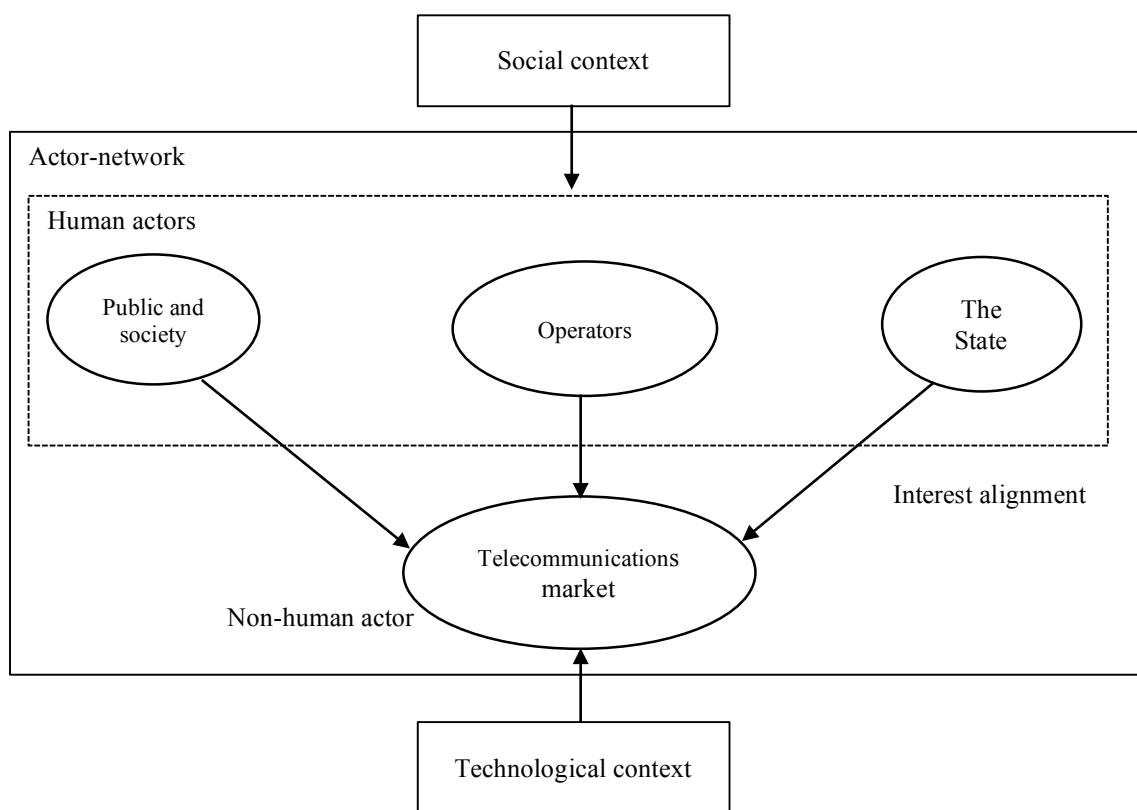 Social context
Actor-network
Human actors
Public and
society
Operators
The
State
Interest alignment
Telecommunications
market
Non-human actor
Technological context